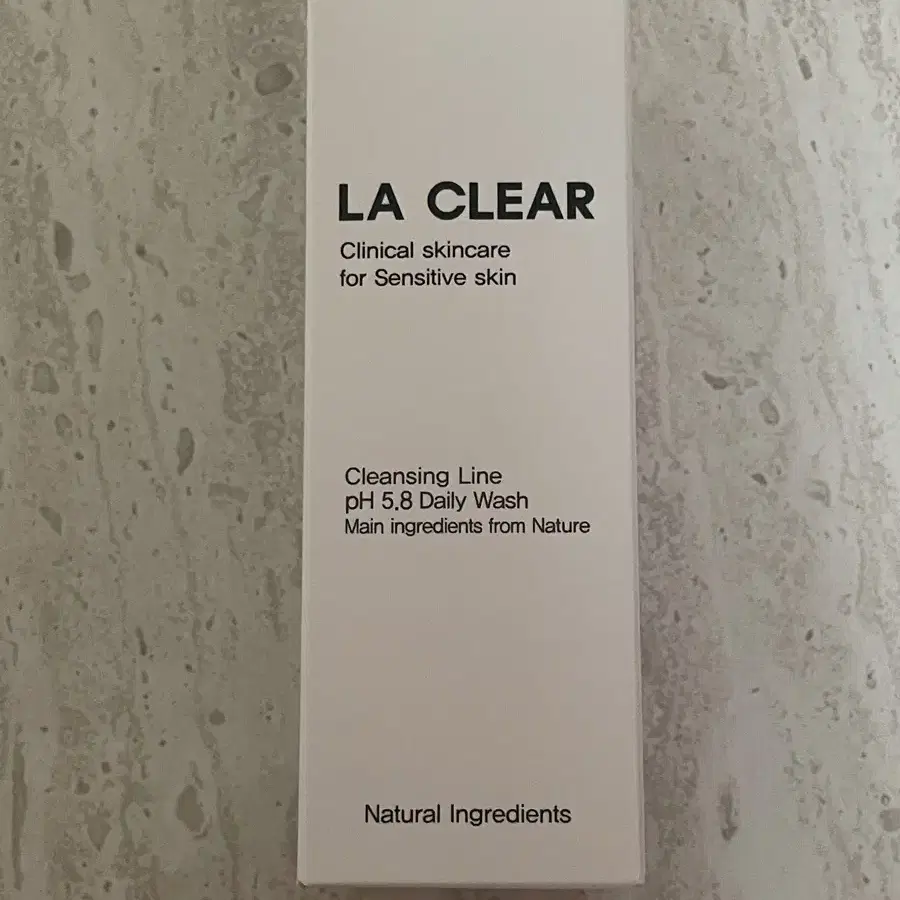 LA CLEAR
Clinical skincare
for Sensitive skin
Cleansing Line
pH 5.8 Daily Wash
Main ingredients from Nature
Natural Ingredients